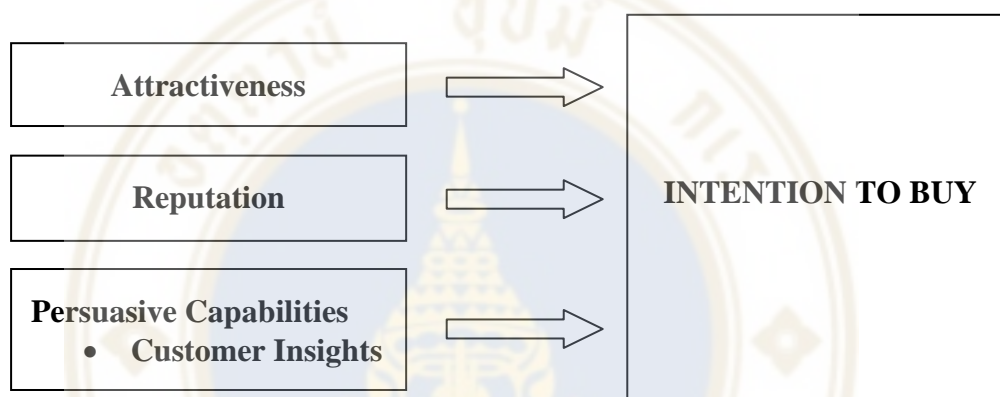 Attractiveness
Reputation
INTENTION TO BUY
Persuasive Capabilities
• Customer Insights